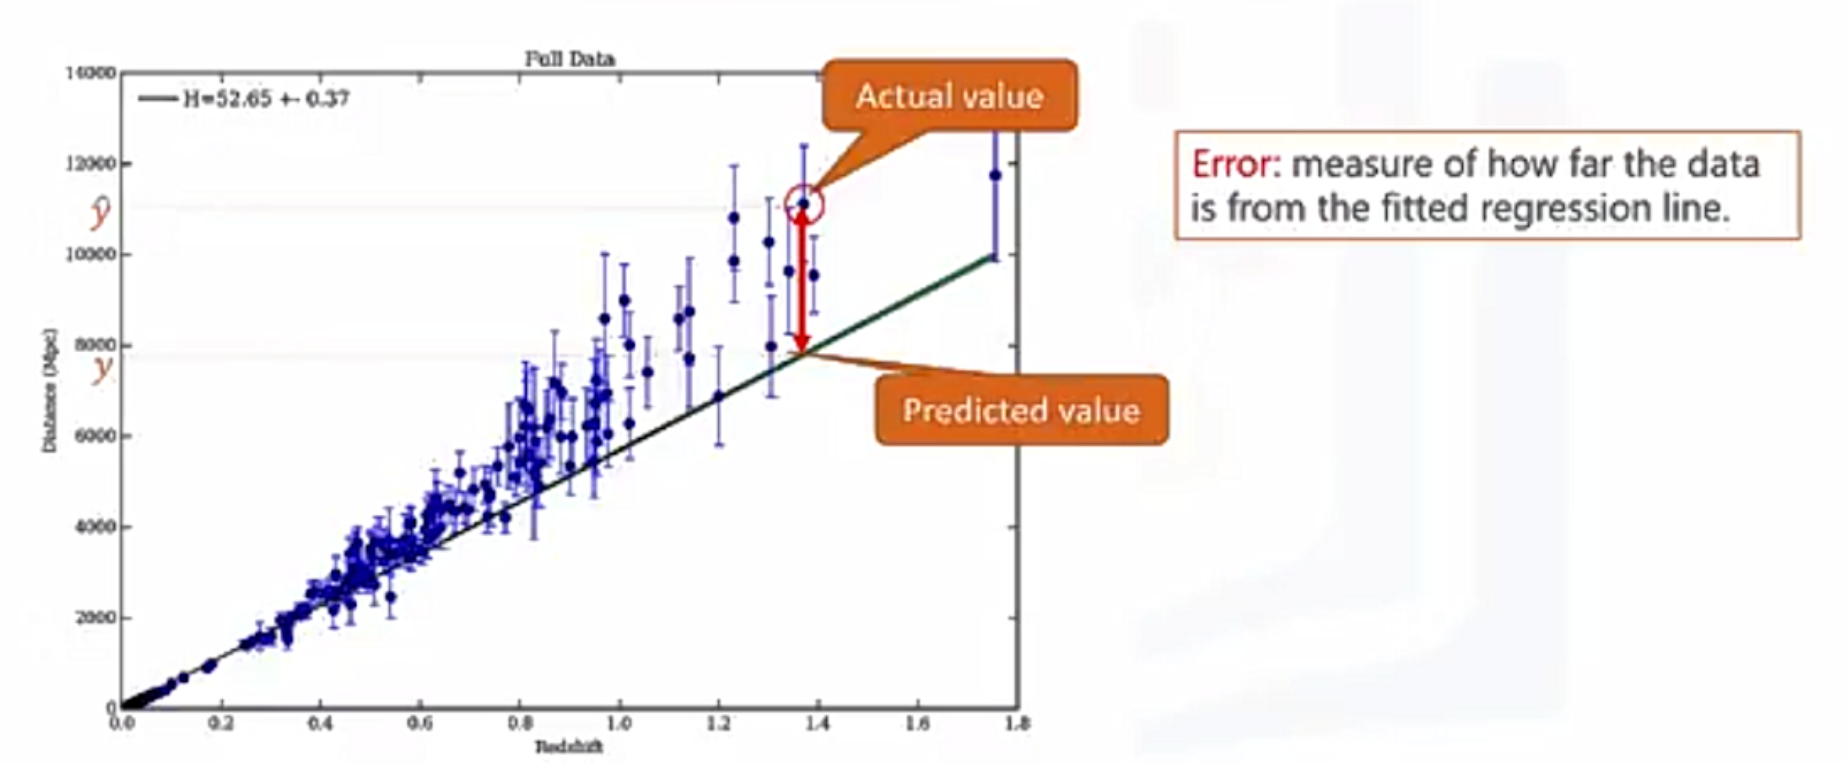 Full Data
14000
H=52.65 +- 0.37
Actual value
Error: measure of how far the data
is from the fitted regression line.
12000
ŷ
10000
8000
y
Predicted value
6000
4000
2000
0
Distance (Mpc)
0.0 0.2 0.4 0.6 0.8 1.0 1.2 1.4 1.6 1.8
Redshift